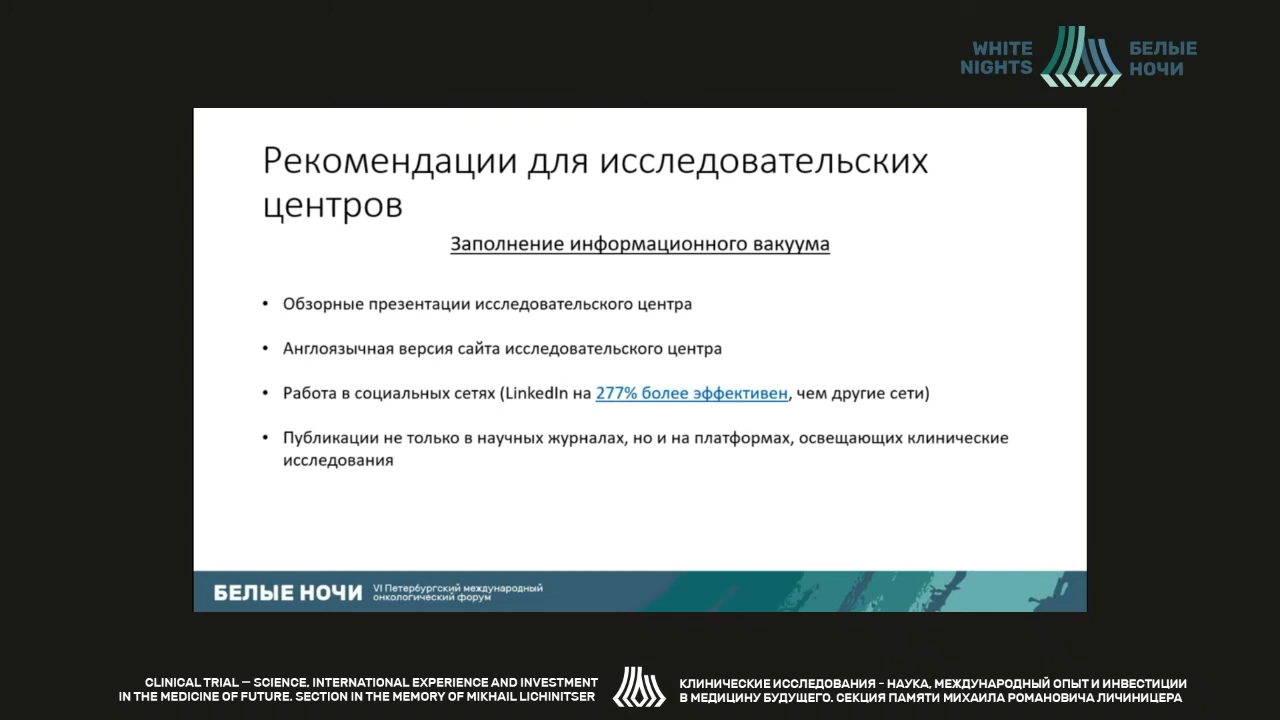 WHITE
NIGHTS
БЕЛЫЕ
НОЧИ
Рекомендации для исследовательских
центров
Заполнение информационного вакуума
• Обзорные презентации исследовательского центра
• Англоязычная версия сайта исследовательского центра
• Работа в социальных сетях (LinkedIn на 277% более эффективен, чем другие сети)
• Публикации не только в научных журналах, но и на платформах, освещающих клинические
исследования
БЕЛЫЕ НОЧИ
VI Петербургский международный
онкологический форум
CLINICAL TRIAL – SCIENCE, INTERNATIONAL EXPERIENCE AND INVESTMENT
IN THE MEDICINE OF FUTURE. SECTION IN THE MEMORY OF MIKHAIL LICHINITSER
КЛИНИЧЕСКИЕ ИССЛЕДОВАНИЯ - НАУКА, МЕЖДУНАРОДНЫЙ ОПЫТ И ИНВЕСТИЦИИ
В МЕДИЦИНУ БУДУЩЕГО. СЕКЦИЯ ПАМЯТИ МИХАИЛА РОМАНОВИЧА ЛИЧИНИЦЕРА